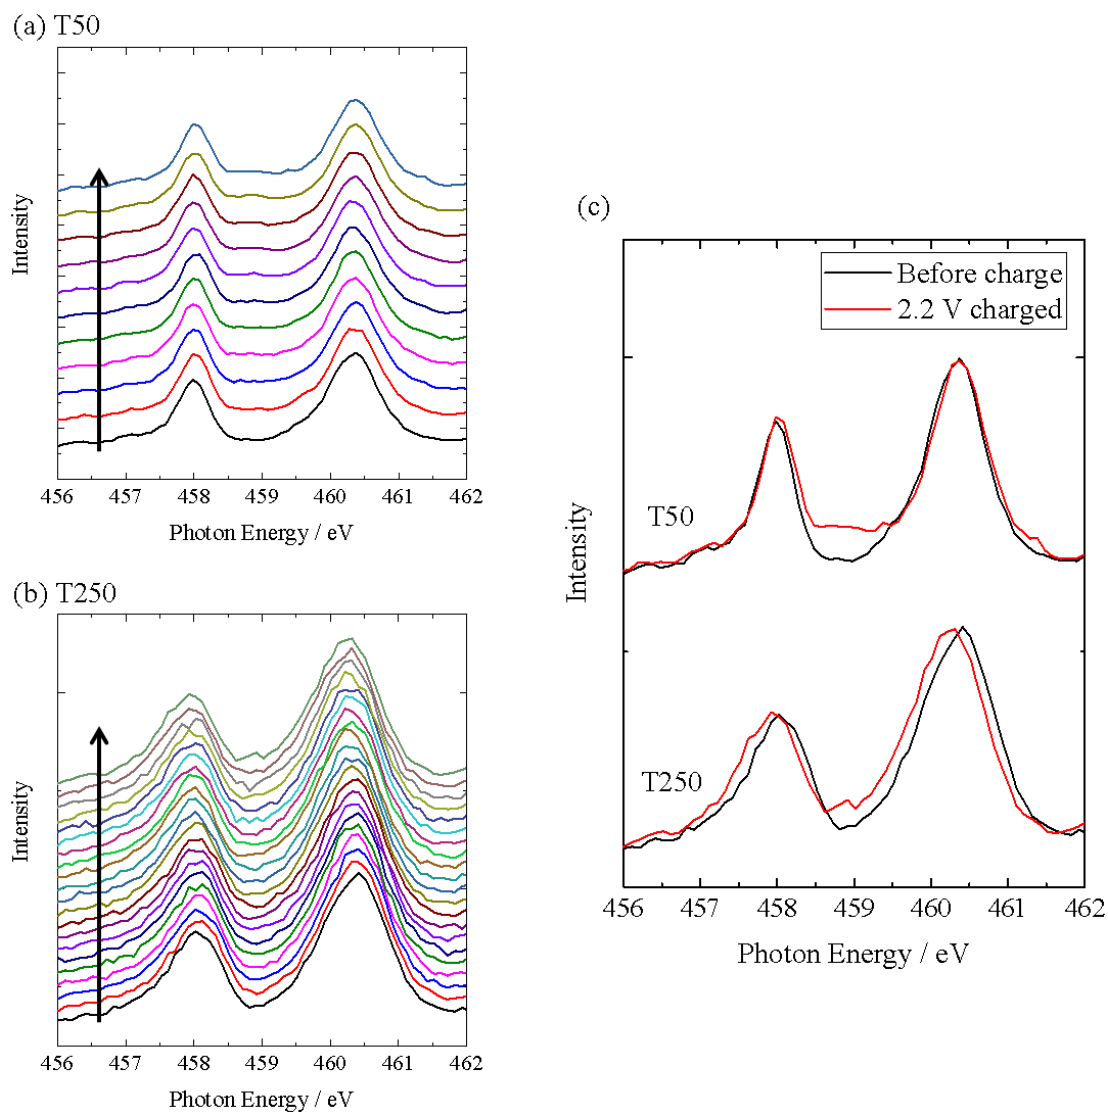 (a) T50
Intensity
456 457 458 459 460 461 462
Photon Energy / eV
(b) T250
Intensity
456 457 458 459 460 461 462
Photon Energy / eV
(c)
Before charge
2.2 V charged
T50
Intensity
T250
456 457 458 459 460 461 462
Photon Energy / eV